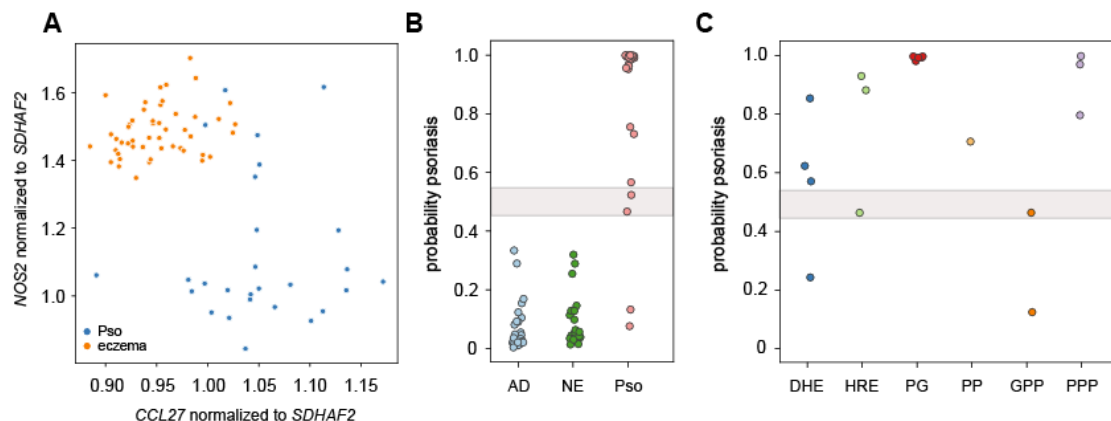 A
NOS2 normalized to SDHAF2
1.6
1.4
1.2
1.0
Pso
eczema
0.90
0.95
1.00
1.05
1.10
1.15
CCL27 normalized to SDHAF2
B
probability psoriasis
1.0
0.8
0.6
0.4
0.2
0
AD
NE
Pso
C
probability psoriasis
1.0
0.8
0.6
0.4
0.2
0
DHE
HRE
PG
PP
GPP
PPP